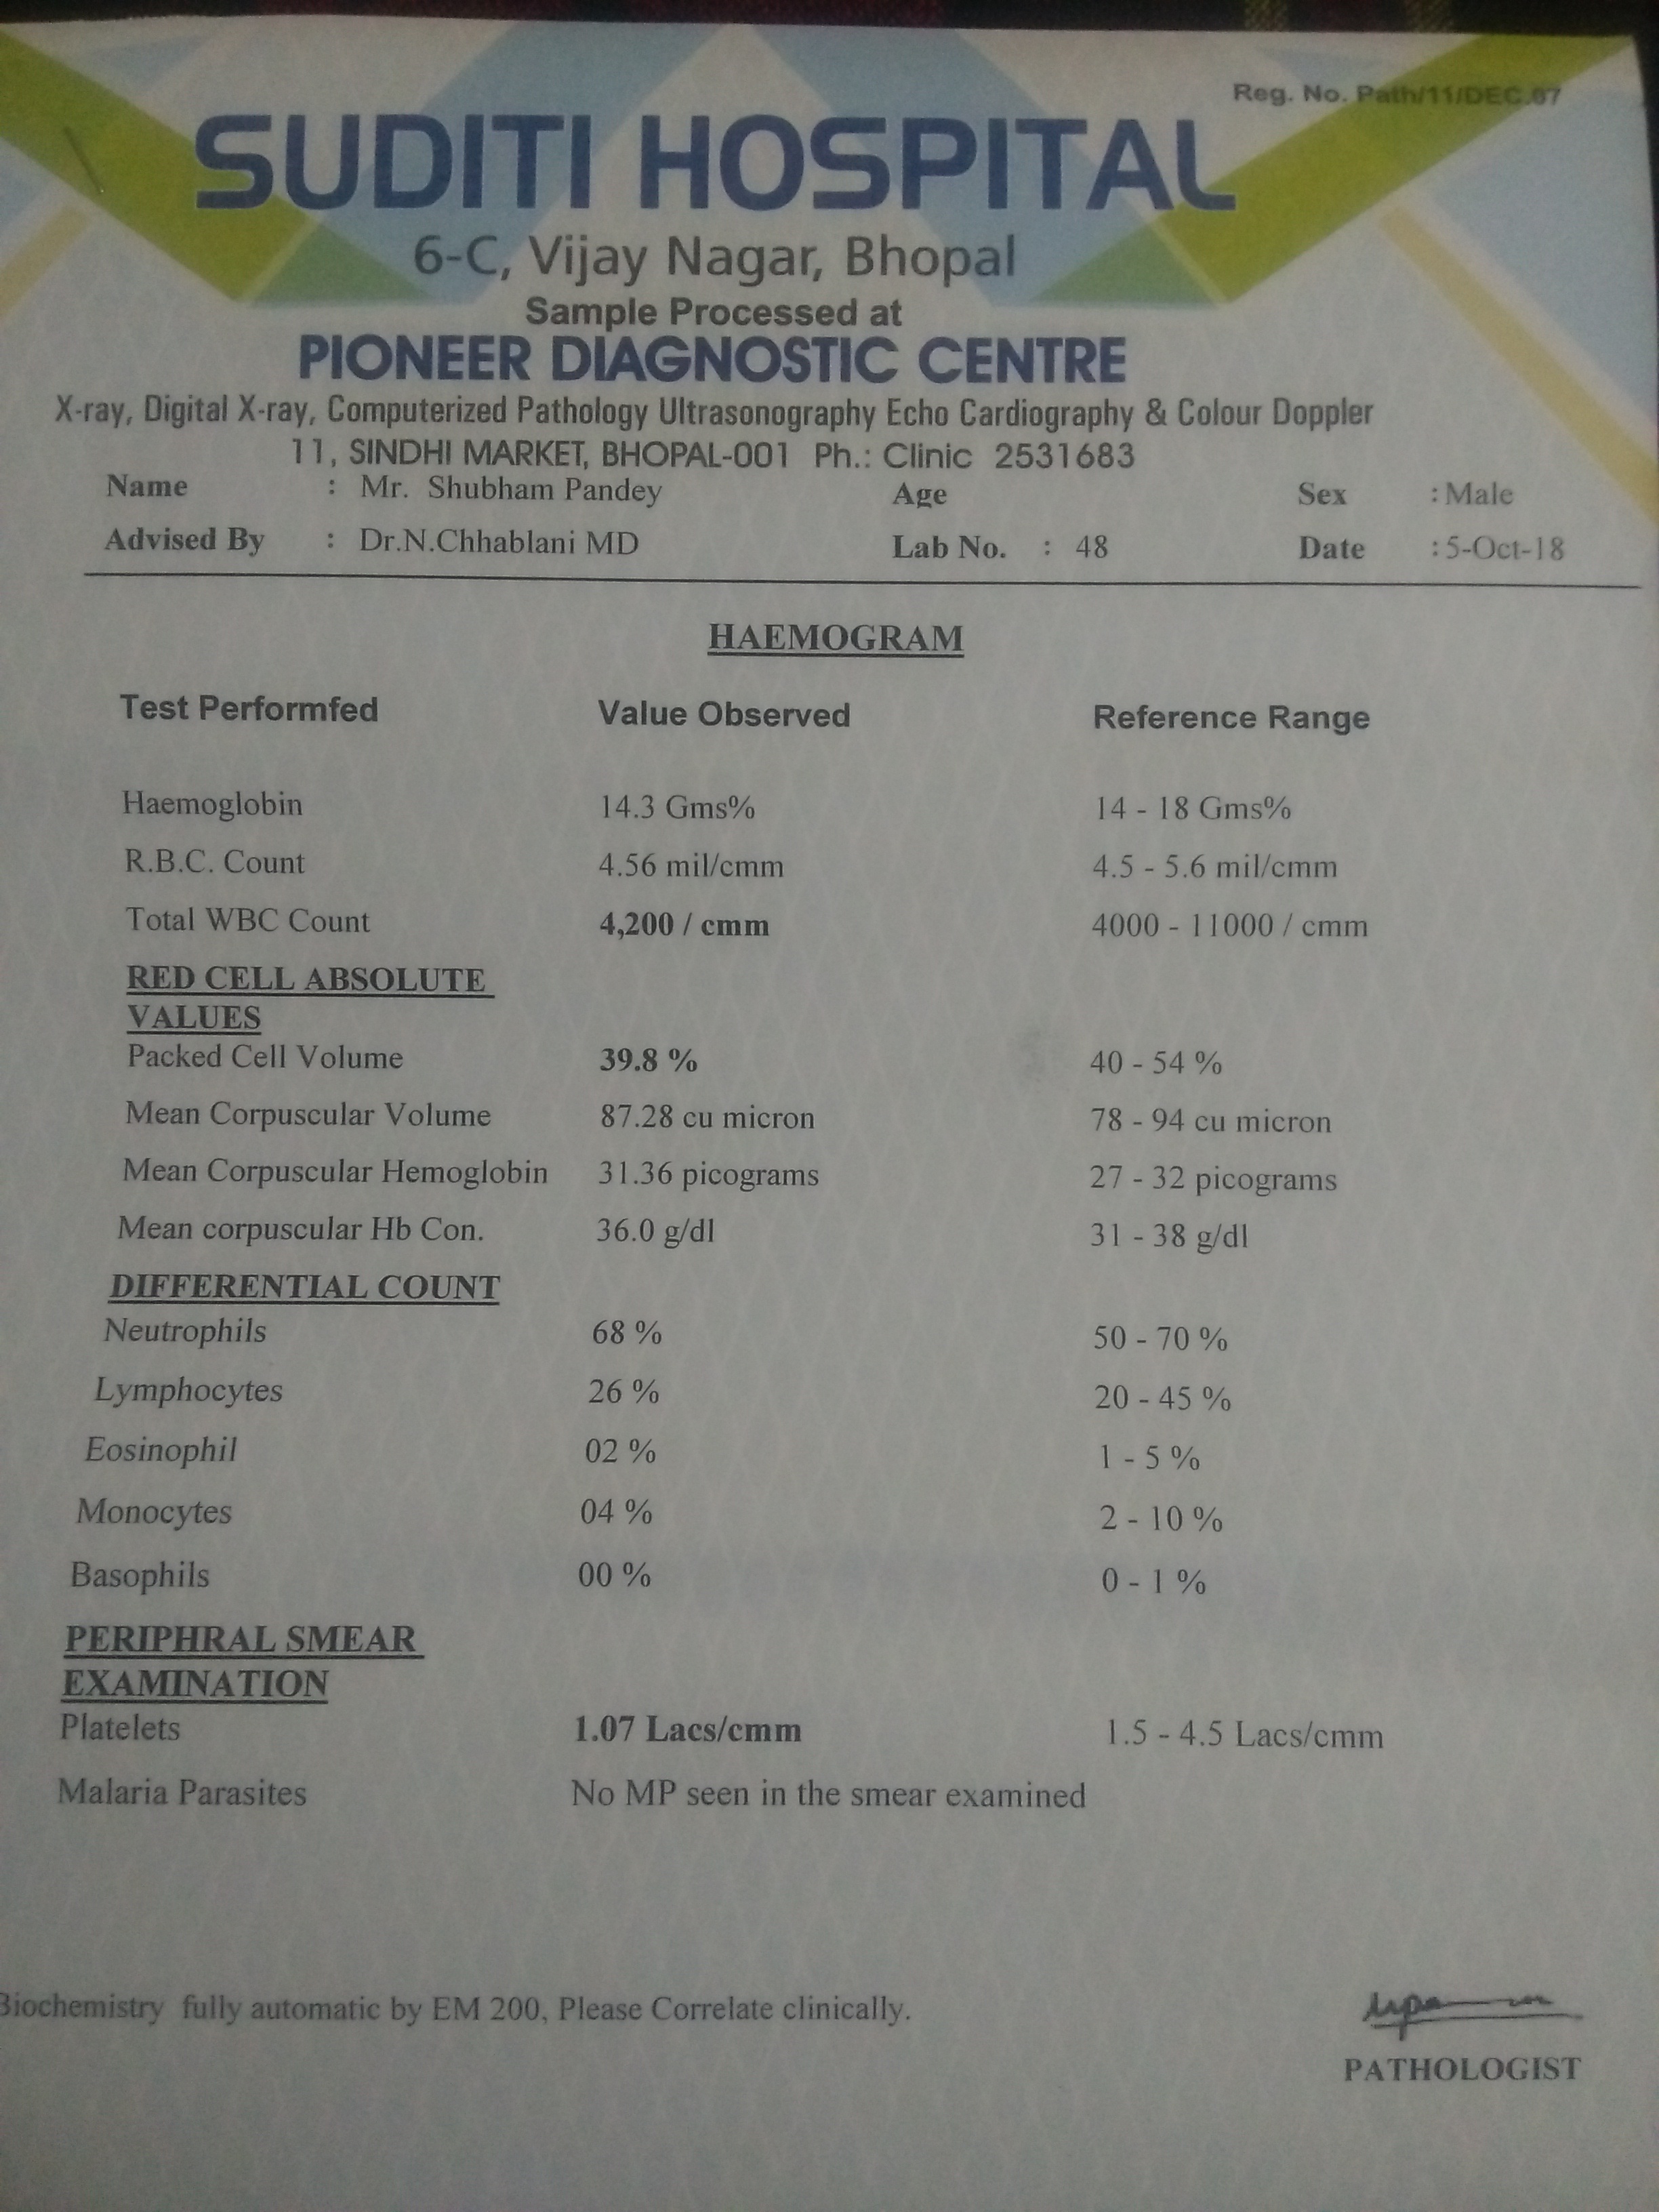 Reg. No. Path/11/DEC.07
SUDITI HOSPITAL
6-C, Vijay Nagar, Bhopal
Sample Processed at
PIONEER DIAGNOSTIC CENTRE
X-ray, Digital X-ray, Computerized Pathology Ultrasonography Echo Cardiography & Colour Doppler
11, SINDHI MARKET, BHOPAL-001 Ph.: Clinic 2531683
Name : Mr. Shubham Pandey Age Sex : Male
Advised By : Dr.N.Chhablani MD Lab No. : 48 Date : 5-Oct-18
HAEMOGRAM
Test Performfed Value Observed Reference Range
Haemoglobin 14.3 Gms% 14 - 18 Gms%
R.B.C. Count 4.56 mil/cmm 4.5 - 5.6 mil/cmm
Total WBC Count 4,200 / cmm 4000 - 11000 / cmm
RED CELL ABSOLUTE
VALUES
Packed Cell Volume 39.8 % 40 - 54 %
Mean Corpuscular Volume 87.28 cu micron 78 - 94 cu micron
Mean Corpuscular Hemoglobin 31.36 picograms 27 - 32 picograms
Mean corpuscular Hb Con. 36.0 g/dl 31 - 38 g/dl
DIFFERENTIAL COUNT
Neutrophils 68 % 50 - 70 %
Lymphocytes 26 % 20 - 45 %
Eosinophil 02 % 1 - 5 %
Monocytes 04 % 2 - 10 %
Basophils 00 % 0 - 1 %
PERIPHRAL SMEAR
EXAMINATION
Platelets 1.07 Lacs/cmm 1.5 - 4.5 Lacs/cmm
Malaria Parasites No MP seen in the smear examined
Biochemistry fully automatic by EM 200, Please Correlate clinically.
PATHOLOGIST